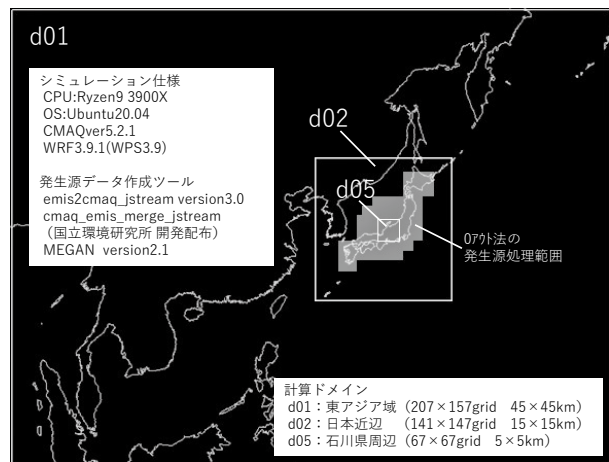 d01
シミュレーション仕様
CPU:Ryzen9 3900X
OS:Ubuntu20.04
CMAQver5.2.1
WRF3.9.1(WPS3.9)
発生源データ作成ツール
emis2cmaq_jstream version3.0
cmaq_emis_merge_jstream
（国立環境研究所 開発配布）
MEGAN version2.1
d02
d05
0ｱｳﾄ法の
発生源処理範囲
計算ドメイン
d01：東アジア域（207×157grid 45×45km）
d02：日本近辺 （141×147grid 15×15km）
d05：石川県周辺（67×67grid 5×5km）